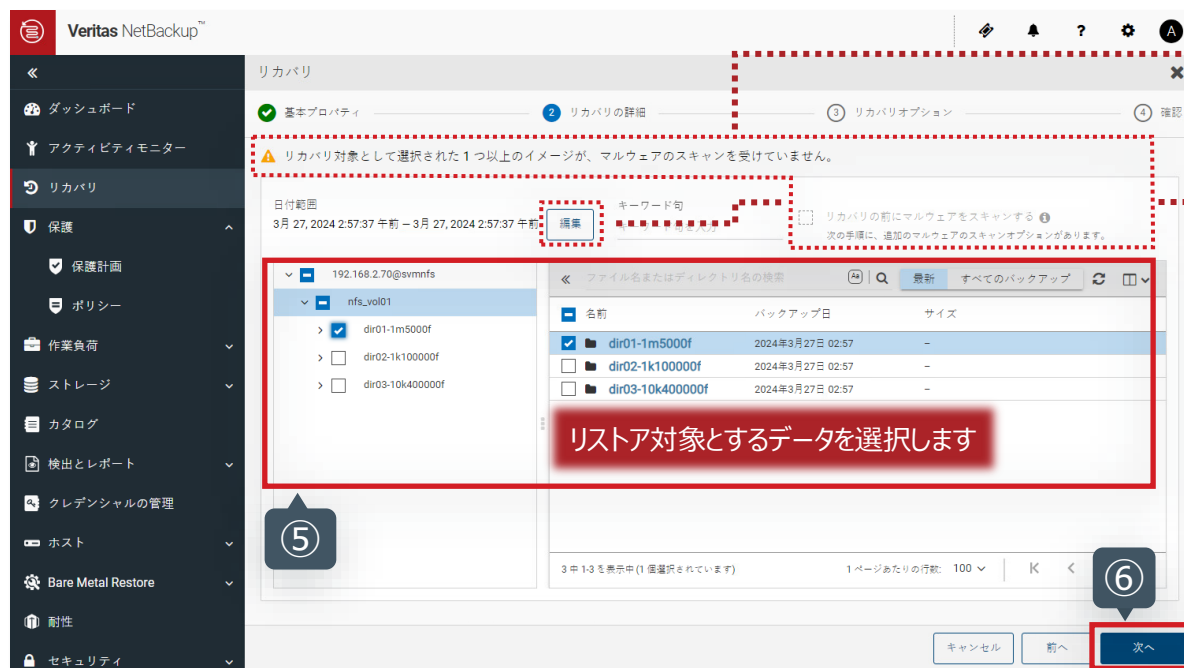 Veritas NetBackup™
?
A
«
リカバリ
ダッシュボード
基本プロパティ
2 リカバリの詳細
3 リカバリオプション
4 確認
アクティビティモニター
リカバリ対象として選択された 1 つ以上のイメージが、マルウェアのスキャンを受けていません。
リカバリ
日付範囲
キーワード句
3月 27, 2024 2:57:37 午前 – 3月 27, 2024 2:57:37 午前
編集
キーワード句を入力
リカバリの前にマルウェアをスキャンする
次の手順に、追加のマルウェアのスキャンオプションがあります。
保護
保護計画
192.168.2.70@svmnfs
« ファイル名またはディレクトリ名の検索
最新
すべてのバックアップ
ポリシー
nfs_vol01
名前
バックアップ日
サイズ
dir01-1m5000f
dir01-1m5000f 2024年3月27日 02:57 –
作業負荷
dir02-1k100000f
dir02-1k100000f 2024年3月27日 02:57 –
ストレージ
dir03-10k400000f
dir03-10k400000f 2024年3月27日 02:57 –
カタログ
リストア対象とするデータを選択します
検出とレポート
クレデンシャルの管理
⑤
ホスト
3 中 1-3 を表示中 (1 個選択されています)
1 ページあたりの行数: 100
⑥
Bare Metal Restore
耐性
キャンセル
前へ
次へ
セキュリティ